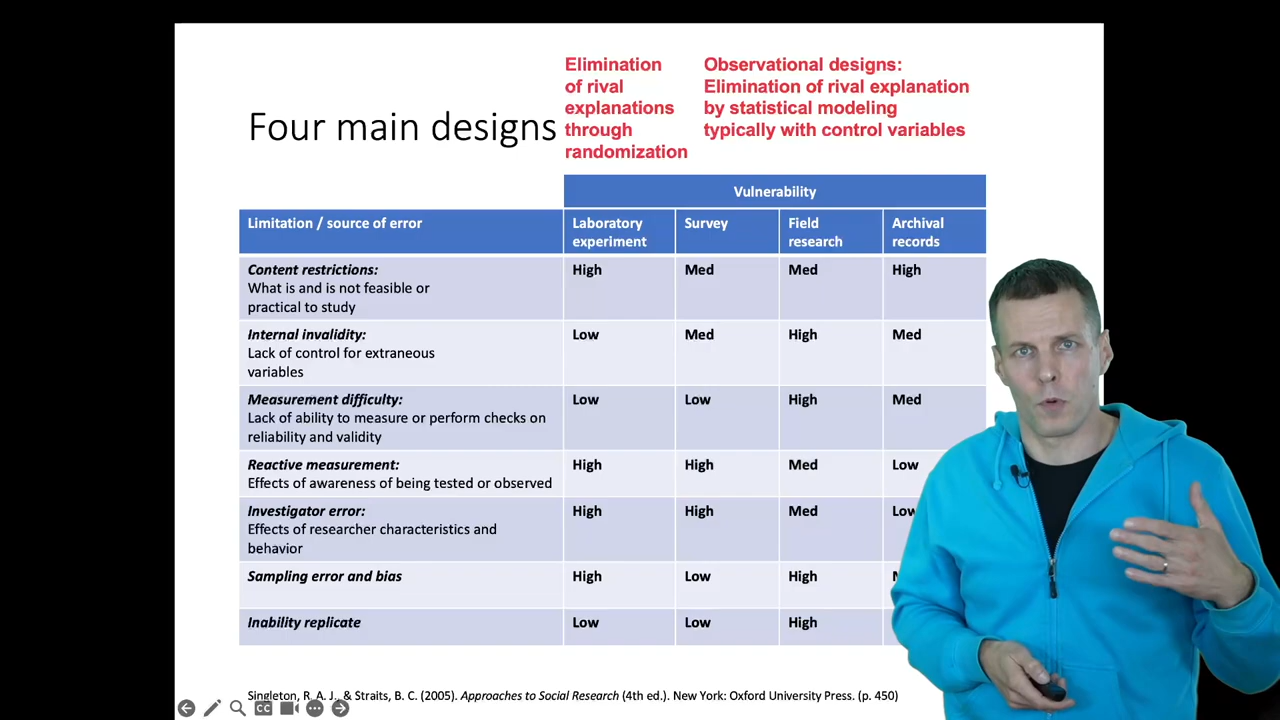 Elimination
of rival
explanations
through
randomization
Observational designs:
Elimination of rival explanation
by statistical modeling
typically with control variables
Four main designs
Vulnerability
Limitation / source of error
Laboratory
experiment
Survey
Field
research
Archival
records
Content restrictions:
What is and is not feasible or
practical to study
High
Med
Med
High
Internal invalidity:
Lack of control for extraneous
variables
Low
Med
High
Med
Measurement difficulty:
Lack of ability to measure or perform checks on
reliability and validity
Low
Low
High
Med
Reactive measurement:
Effects of awareness of being tested or observed
High
High
Med
Low
Investigator error:
Effects of researcher characteristics and
behavior
High
High
Med
Low
Sampling error and bias
High
Low
High
Inability replicate
Low
Low
High
Singleton, R. A. J., & Straits, B. C. (2005). Approaches to Social Research (4th ed.). New York: Oxford University Press. (p. 450)
CC